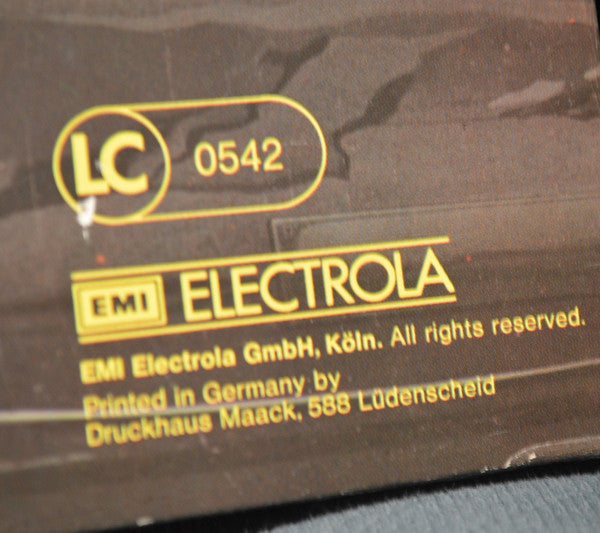 LC 0542
EMI ELECTROLA
EMI Electrola GmbH, Köln. All rights reserved.
Printed in Germany by
Druckhaus Maack, 588 Lüdenscheid